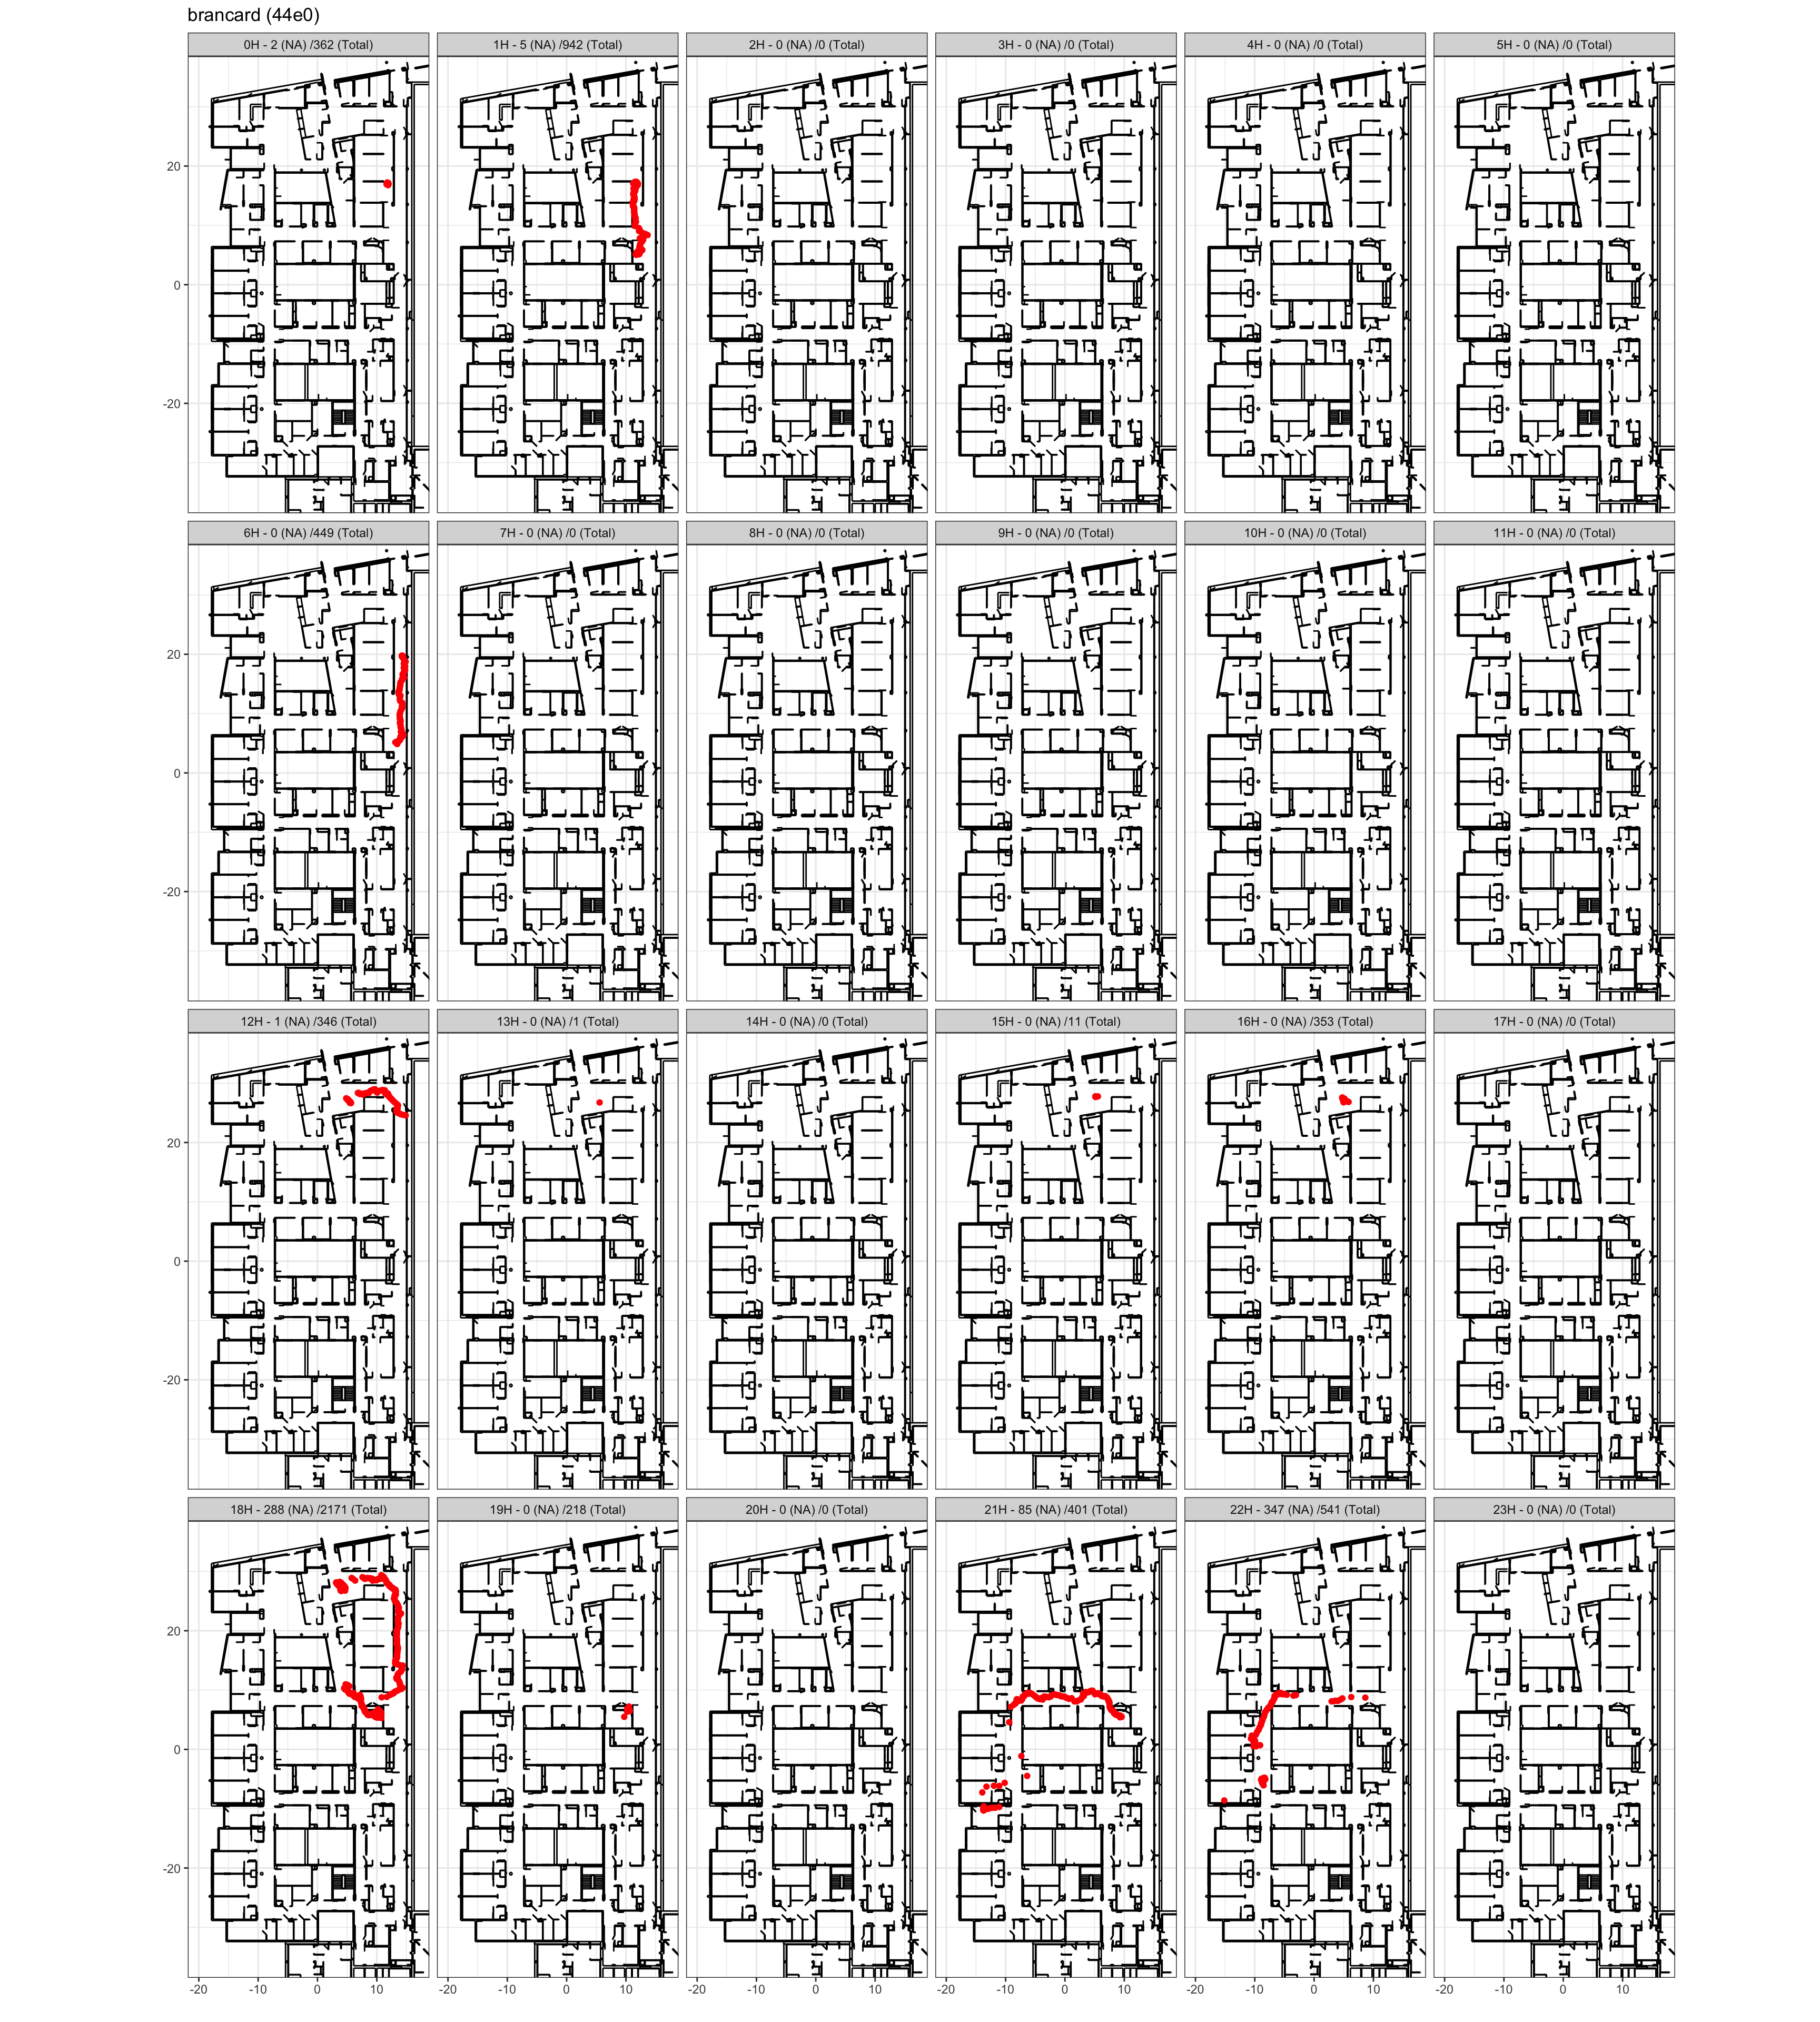 brancard (44e0)
0H - 2 (NA) /362 (Total)
1H - 5 (NA) /942 (Total)
2H - 0 (NA) /0 (Total)
3H - 0 (NA) /0 (Total)
4H - 0 (NA) /0 (Total)
5H - 0 (NA) /0 (Total)
20
0
-20
6H - 0 (NA) /449 (Total)
7H - 0 (NA) /0 (Total)
8H - 0 (NA) /0 (Total)
9H - 0 (NA) /0 (Total)
10H - 0 (NA) /0 (Total)
11H - 0 (NA) /0 (Total)
20
0
-20
12H - 1 (NA) /346 (Total)
13H - 0 (NA) /1 (Total)
14H - 0 (NA) /0 (Total)
15H - 0 (NA) /11 (Total)
16H - 0 (NA) /353 (Total)
17H - 0 (NA) /0 (Total)
20
0
-20
18H - 288 (NA) /2171 (Total)
19H - 0 (NA) /218 (Total)
20H - 0 (NA) /0 (Total)
21H - 85 (NA) /401 (Total)
22H - 347 (NA) /541 (Total)
23H - 0 (NA) /0 (Total)
20
0
-20
-20 -10 0 10
-20 -10 0 10
-20 -10 0 10
-20 -10 0 10
-20 -10 0 10
-20 -10 0 10